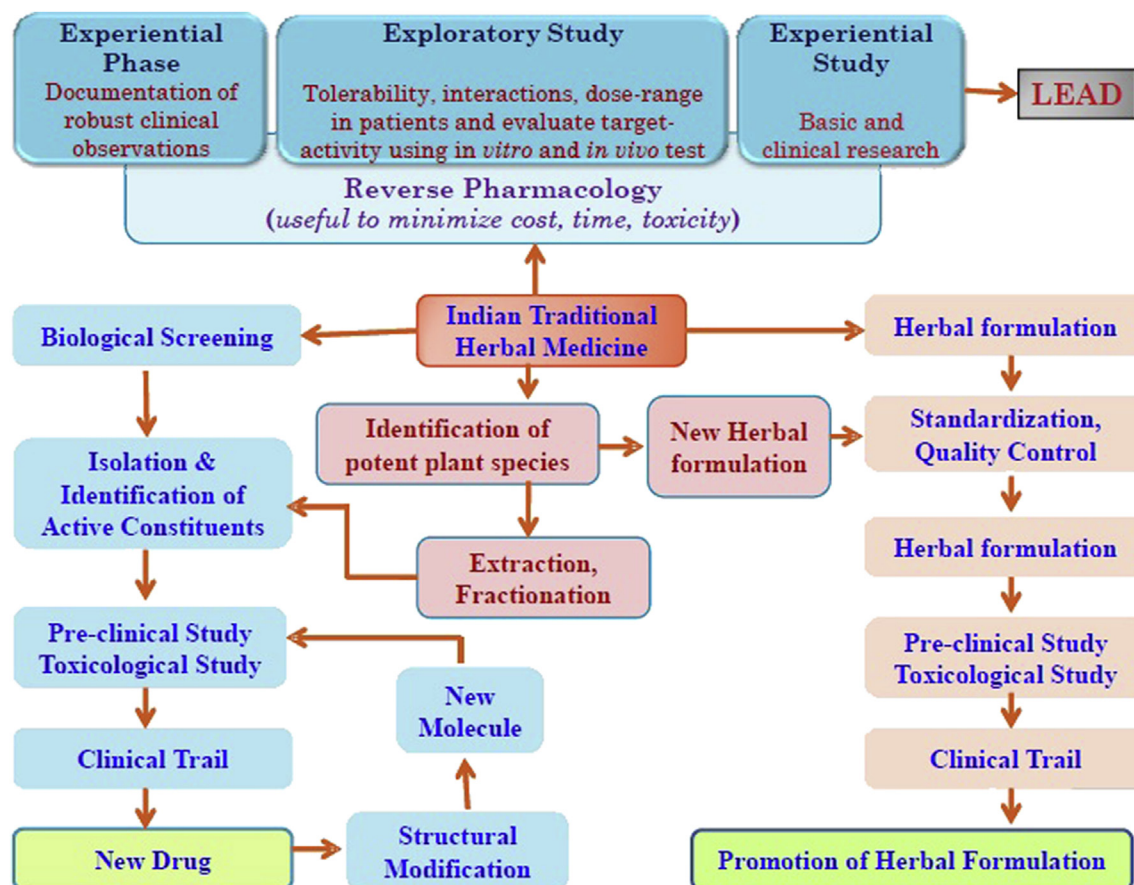 Experiential
Phase
Documentation of
robust clinical
observations
Exploratory Study
Tolerability, interactions, dose-range
in patients and evaluate target-
activity using in vitro and in vivo test
Experiential
Study
Basic and
clinical research
LEAD
Reverse Pharmacology
(useful to minimize cost, time, toxicity)
Biological Screening
Indian Traditional
Herbal Medicine
Herbal formulation
Identification of
potent plant species
New Herbal
formulation
Standardization,
Quality Control
Isolation &
Identification of
Active Constituents
Extraction,
Fractionation
Herbal formulation
Pre-clinical Study
Toxicological Study
New
Molecule
Pre-clinical Study
Toxicological Study
Clinical Trail
Clinical Trail
New Drug
Structural
Modification
Promotion of Herbal Formulation